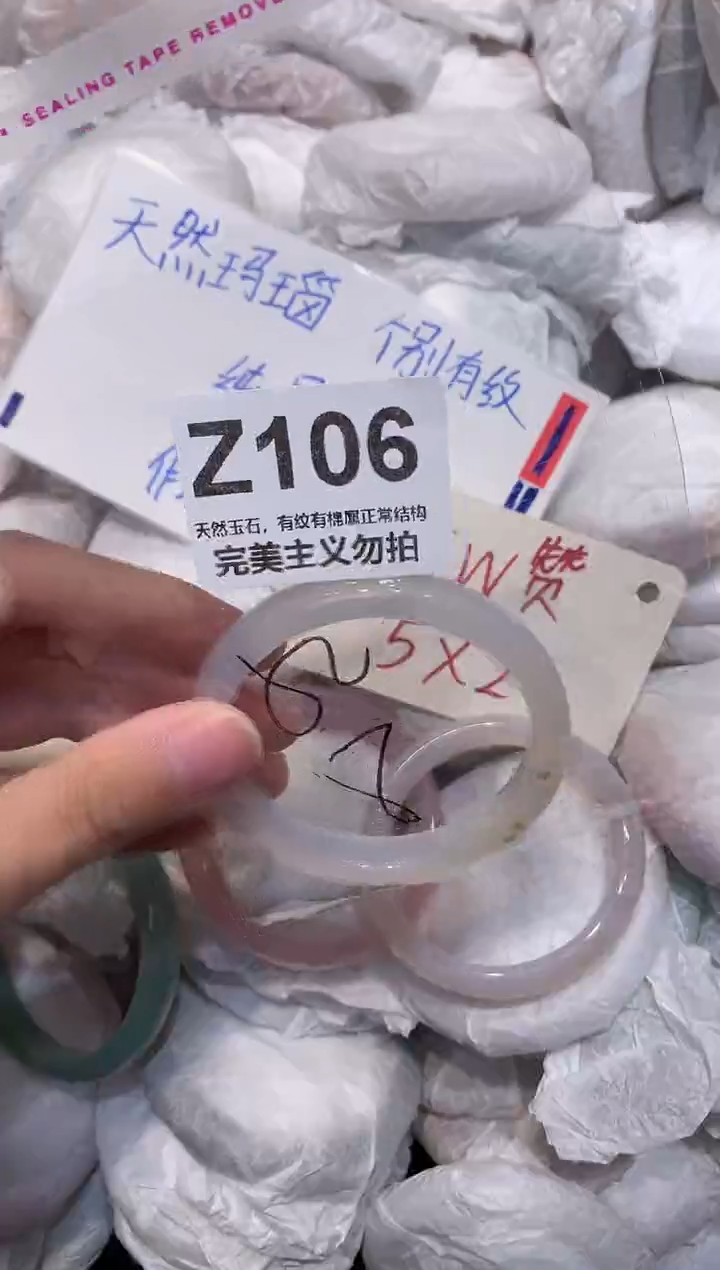 SEALING TAPE REMOVE
天然玛瑙 个别有纹
Z106
天然玉石，有纹有棉属正常结构
完美主义勿拍
W 赞
5X2